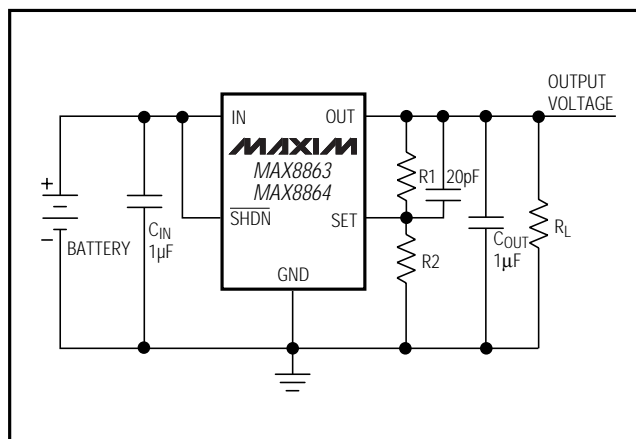 OUTPUT
VOLTAGE
IN
OUT
MAXIM
MAX8863
MAX8864
R1
20pF
+
SHDN
SET
−
BATTERY
CIN
1µF
R2
COUT
1µF
RL
GND